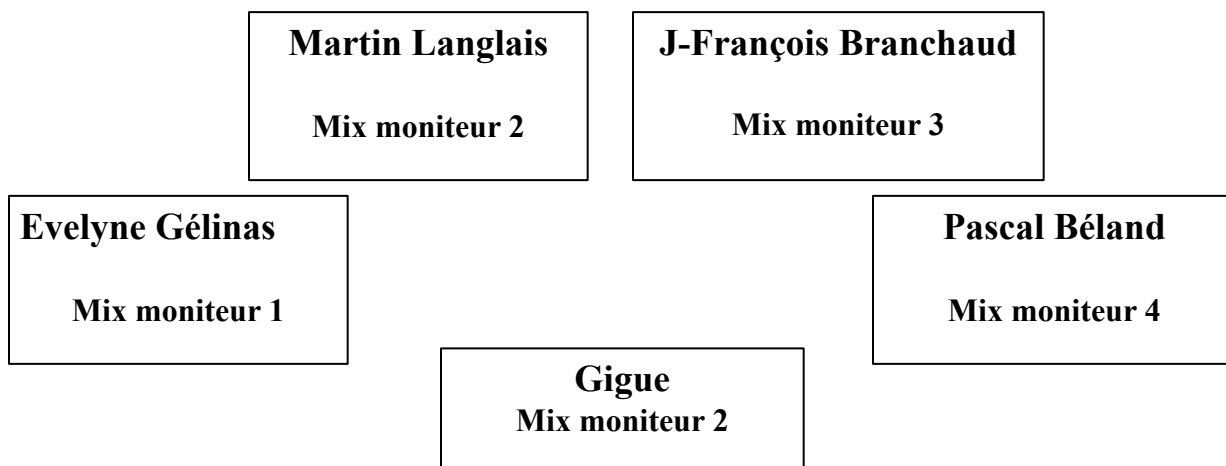 Martin Langlais
Mix moniteur 2
J-François Branchaud
Mix moniteur 3
Evelyne Gélinas
Mix moniteur 1
Pascal Béland
Mix moniteur 4
Gigue
Mix moniteur 2